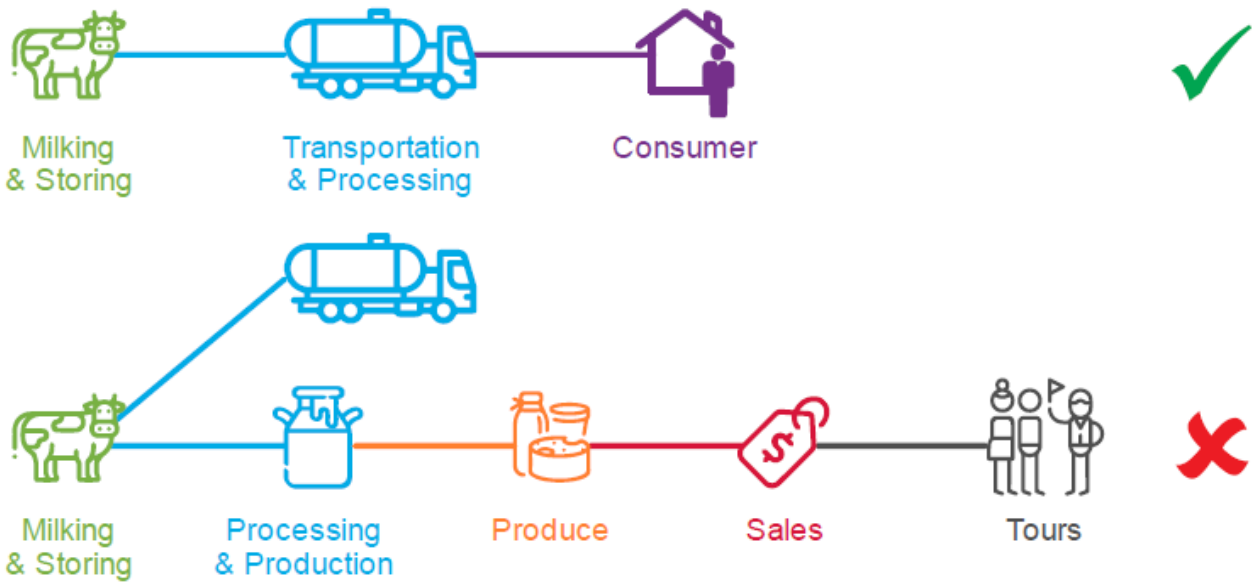 Milking
& Storing
Transportation
& Processing
Consumer
$
Milking
& Storing
Processing
& Production
Produce
Sales
Tours